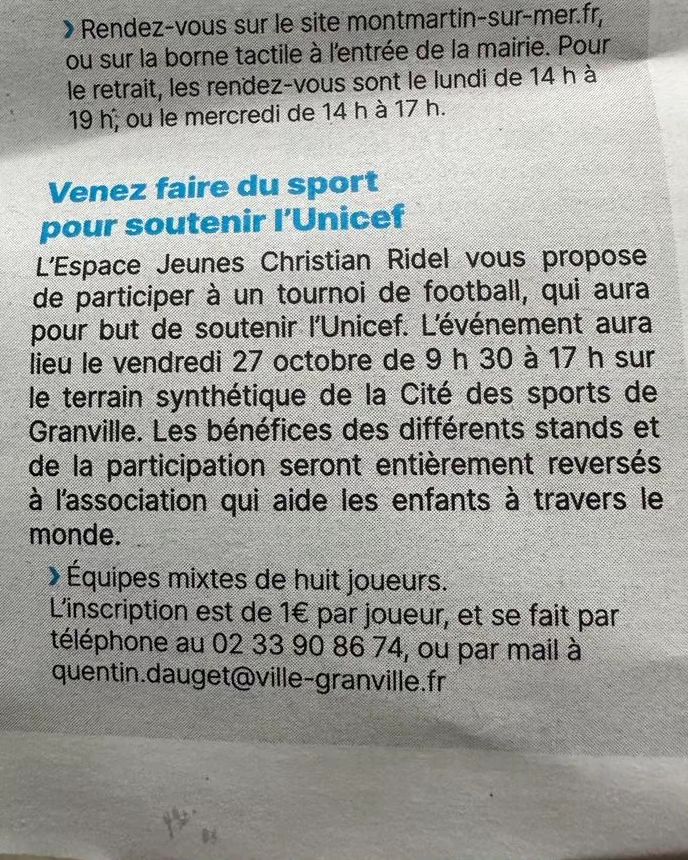 › Rendez-vous sur le site montmartin-sur-mer.fr,
ou sur la borne tactile à l'entrée de la mairie. Pour
le retrait, les rendez-vous sont le lundi de 14 h à
19 h, ou le mercredi de 14 h à 17 h.
Venez faire du sport
pour soutenir l'Unicef
L'Espace Jeunes Christian Ridel vous propose
de participer à un tournoi de football, qui aura
pour but de soutenir l'Unicef. L'événement aura
lieu le vendredi 27 octobre de 9 h 30 à 17 h sur
le terrain synthétique de la Cité des sports de
Granville. Les bénéfices des différents stands et
de la participation seront entièrement reversés
à l'association qui aide les enfants à travers le
monde.
› Équipes mixtes de huit joueurs.
L'inscription est de 1€ par joueur, et se fait par
téléphone au 02 33 90 86 74, ou par mail à
quentin.dauget@ville-granville.fr